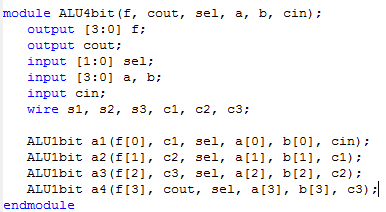 module ALU4bit(f, cout, sel, a, b, cin);
output [3:0] f;
output cout;
input [1:0] sel;
input [3:0] a, b;
input cin;
wire s1, s2, s3, c1, c2, c3;
ALU1bit a1(f[0], c1, sel, a[0], b[0], cin);
ALU1bit a2(f[1], c2, sel, a[1], b[1], c1);
ALU1bit a3(f[2], c3, sel, a[2], b[2], c2);
ALU1bit a4(f[3], cout, sel, a[3], b[3], c3);
endmodule